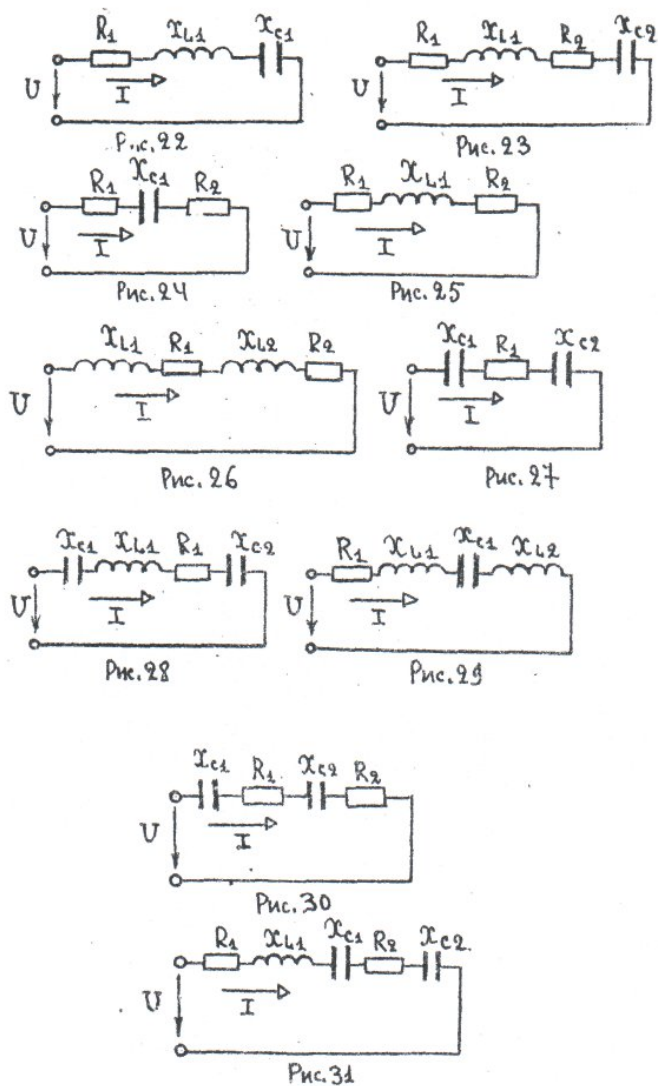 R1 XL1 XC1
U I
Рис. 22
R1 XL1 R2 XC2
U I
Рис. 23
R1 XC1 R2
U I
Рис. 24
R1 XL1 R2
U I
Рис. 25
XL1 R1 XL2 R2
U I
Рис. 26
XC1 R1 XC2
U I
Рис. 27
XC1 XL1 R1 XC2
U I
Рис. 28
R1 XL1 XC1 XL2
U I
Рис. 29
XC1 R1 XC2 R2
U I
Рис. 30
R1 XL1 XC1 R2 XC2.
U I
Рис. 31